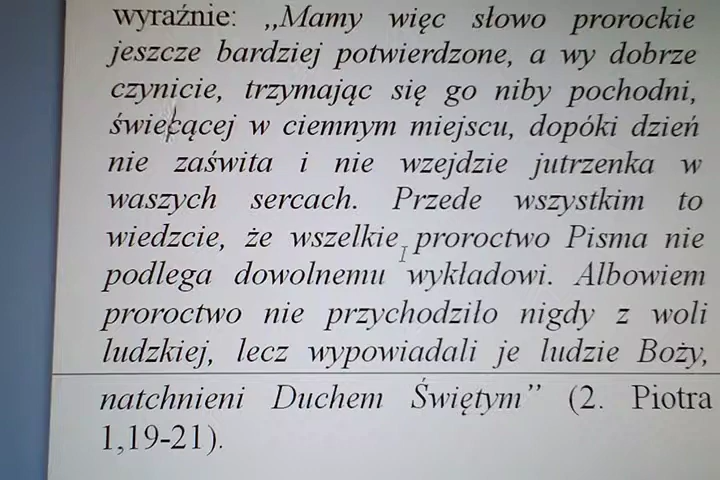 wyraźnie: ,,Mamy więc słowo prorockie
jeszcze bardziej potwierdzone, a wy dobrze
czynicie, trzymając się go niby pochodni,
świecącej w ciemnym miejscu, dopóki dzień
nie zaświta i nie wzejdzie jutrzenka w
waszych sercach. Przede wszystkim to
wiedzcie, że wszelkie proroctwo Pisma nie
podlega dowolnemu wykładowi. Albowiem
proroctwo nie przychodziło nigdy z woli
ludzkiej, lecz wypowiadali je ludzie Boży,
natchnieni Duchem Świętym” (2. Piotra
1,19-21).